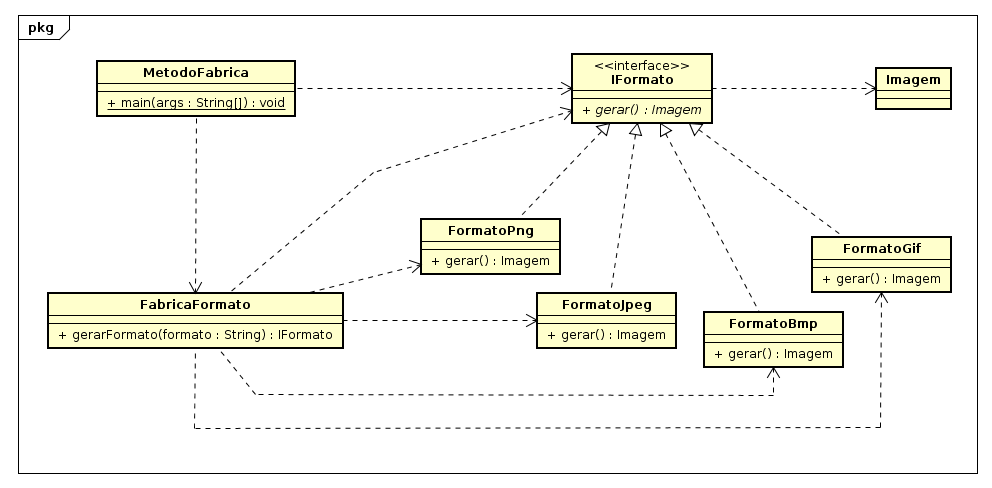 pkg
MetodoFabrica
+ main(args : String[]) : void
<<interface>>
IFormato
+ gerar() : Imagem
Imagem
FormatoPng
+ gerar() : Imagem
FormatoGif
+ gerar() : Imagem
FabricaFormato
+ gerarFormato(formato : String) : IFormato
FormatoJpeg
+ gerar() : Imagem
FormatoBmp
+ gerar() : Imagem